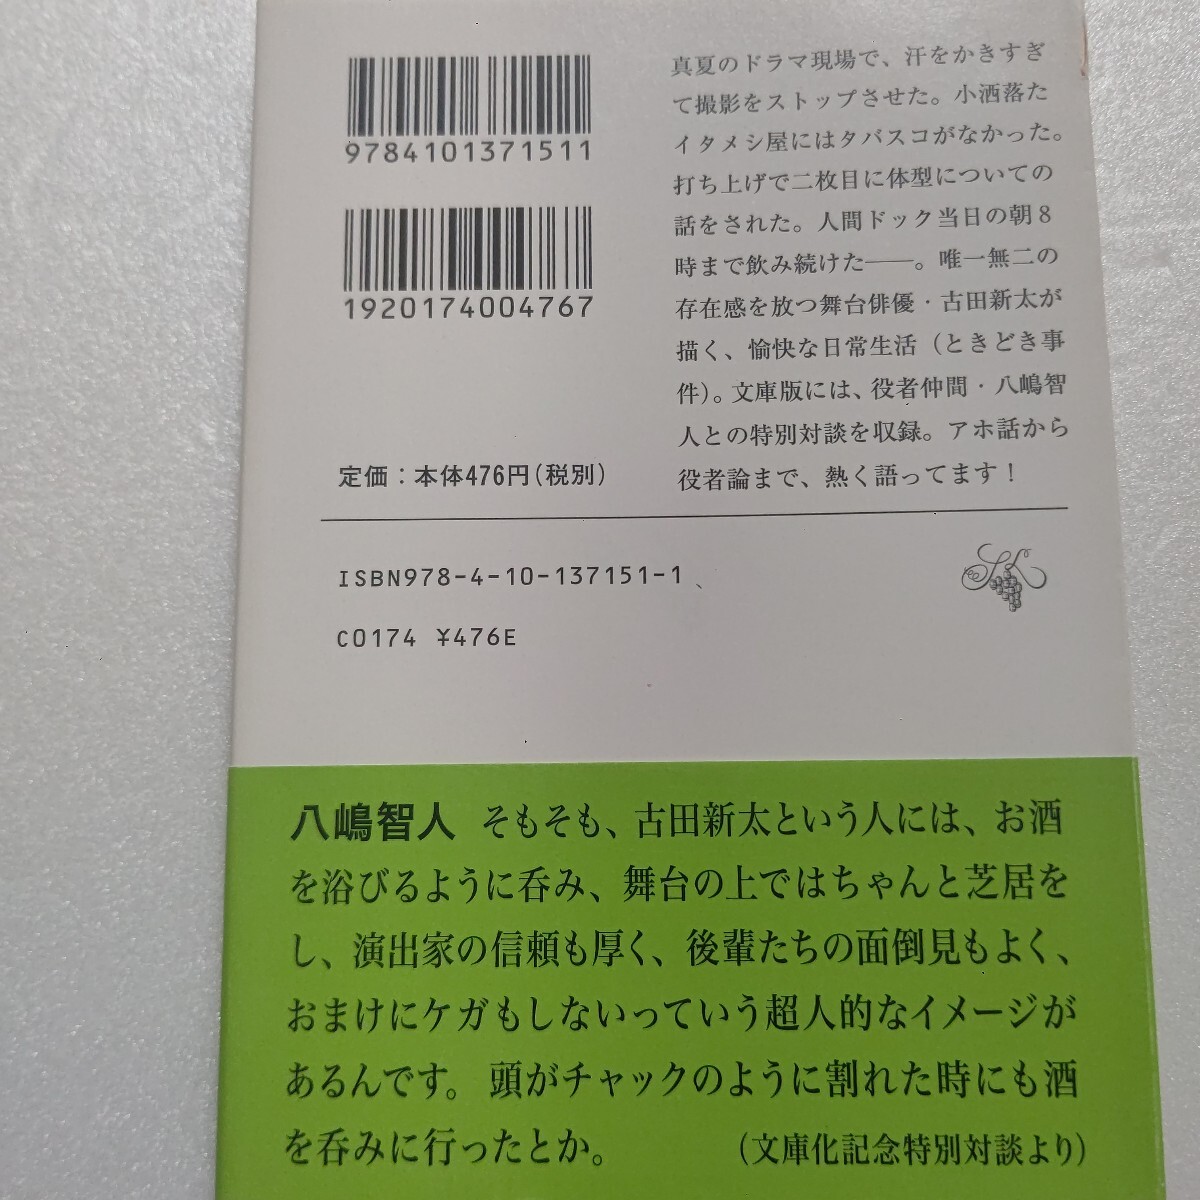 9784101371511
1920174004767
定価：本体476円（税別）
真夏のドラマ現場で、汗をかきすぎ
て撮影をストップさせた。小洒落た
イタメシ屋にはタバスコがなかった。
打ち上げで二枚目に体型についての
話をされた。人間ドック当日の朝8
時まで飲み続けた――。唯一無二の
存在感を放つ舞台俳優・古田新太が
描く、愉快な日常生活（ときどき事
件）。文庫版には、役者仲間・八嶋智
人との特別対談を収録。アホ話から
役者論まで、熱く語ってます！
ISBN978-4-10-137151-1
C0174 ¥476E
八嶋智人 そもそも、古田新太という人には、お酒
を浴びるように呑み、舞台の上ではちゃんと芝居を
し、演出家の信頼も厚く、後輩たちの面倒見もよく、
おまけにケガもしないっていう超人的なイメージが
あるんです。頭がチャックのように割れた時にも酒
を呑みに行ったとか。（文庫化記念特別対談より）